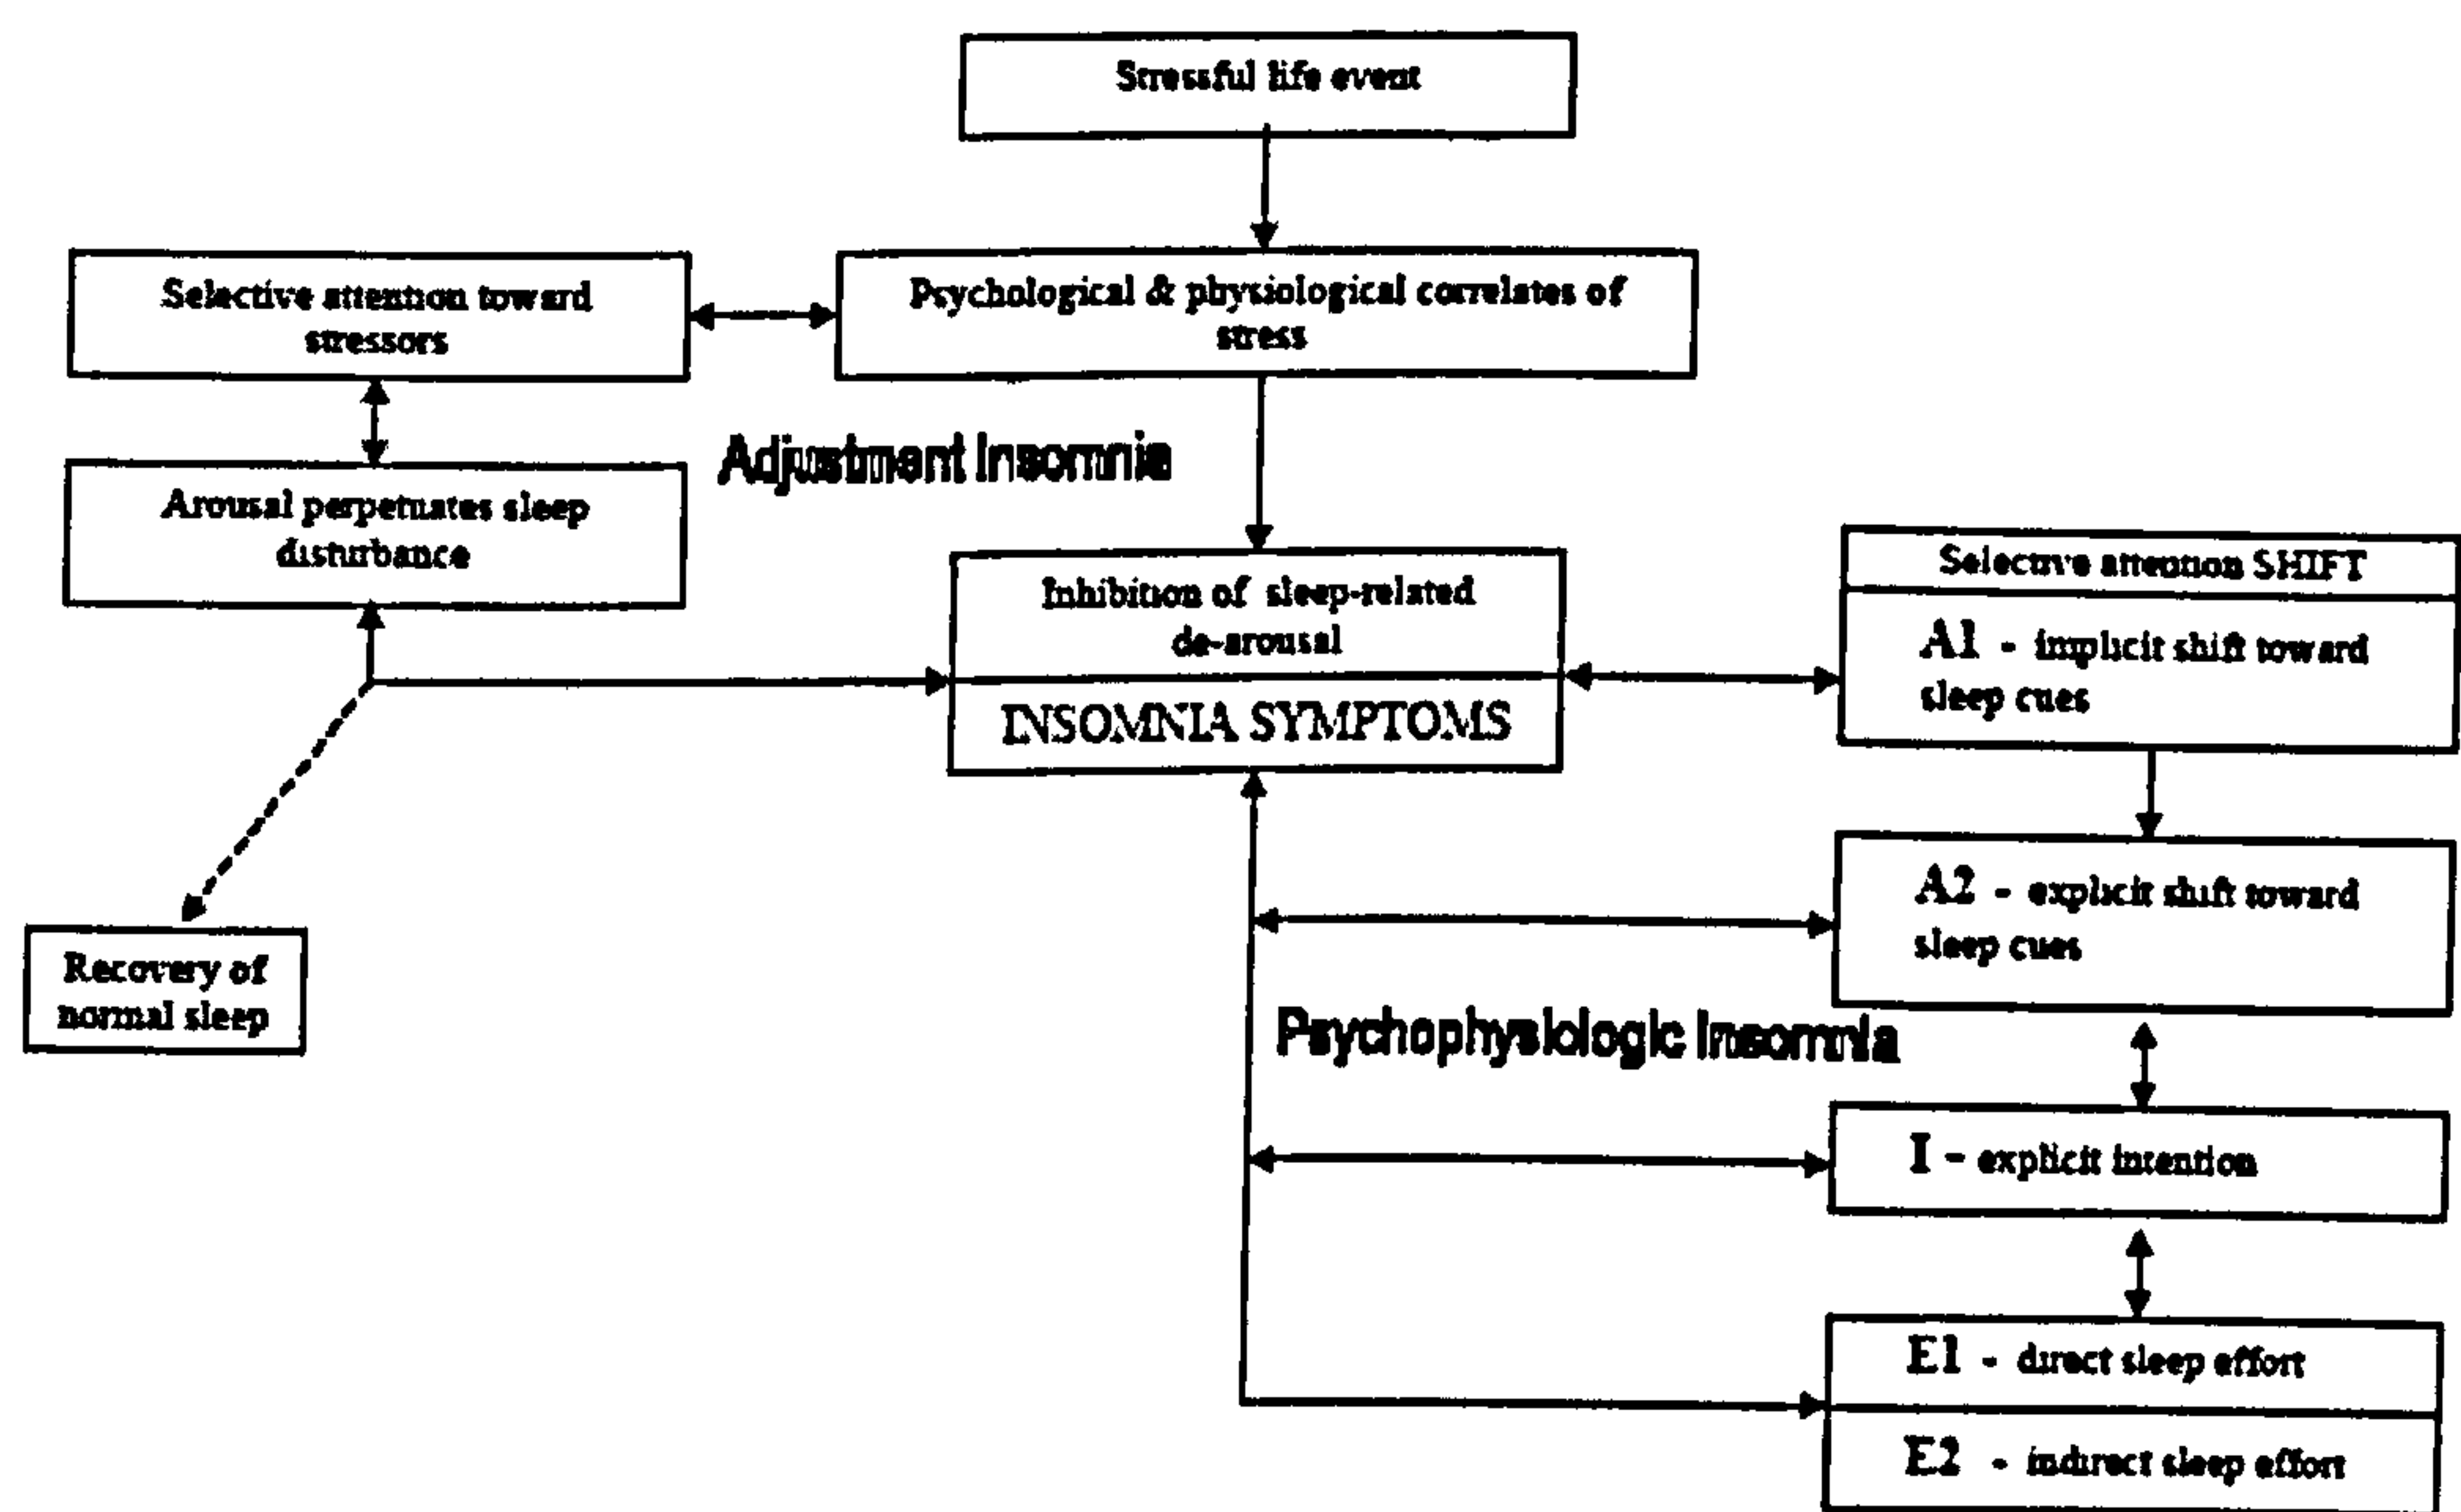 Stressful life event
Selective attention toward
stressors
Psychological & physiological correlates of
stress
Adjustment Insomnia
Arousal perpetuates sleep
disturbance
Inhibition of sleep-related
de-arousal
INSOMNIA SYMPTOMS
Selective attention SHIFT
A1 - implicit shift toward
sleep cues
A2 - explicit shift toward
sleep cues
Recovery of
normal sleep
Psychophysiologic Insomnia
I - explicit intention
E1 - direct sleep effort
E2 - indirect sleep effort